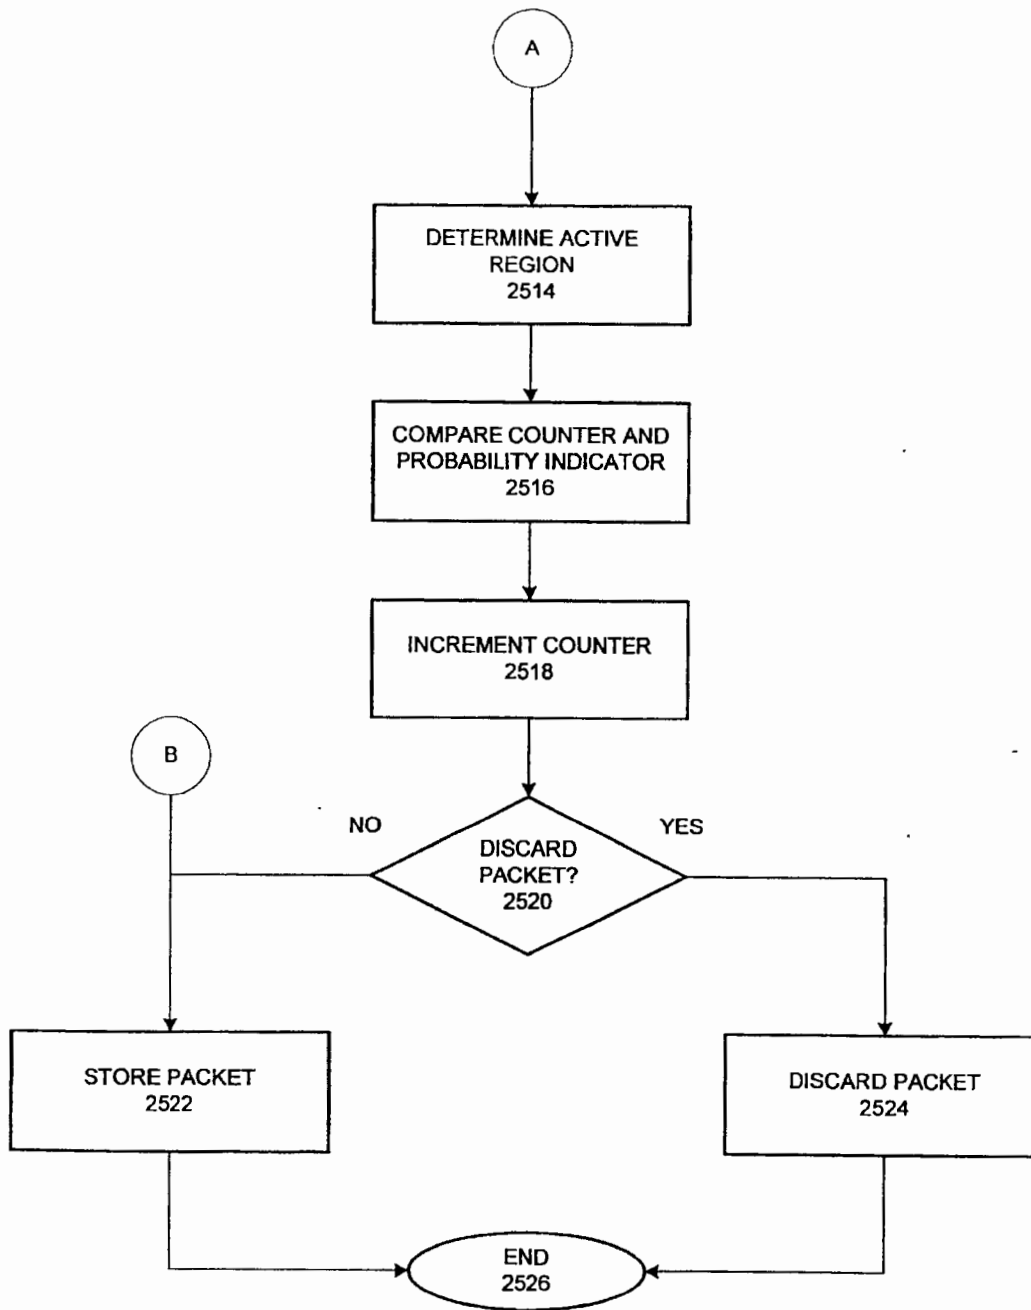 A
DETERMINE ACTIVE
REGION
2514
COMPARE COUNTER AND
PROBABILITY INDICATOR
2516
INCREMENT COUNTER
2518
B
NO
YES
DISCARD
PACKET?
2520
STORE PACKET
2522
DISCARD PACKET
2524
END
2526